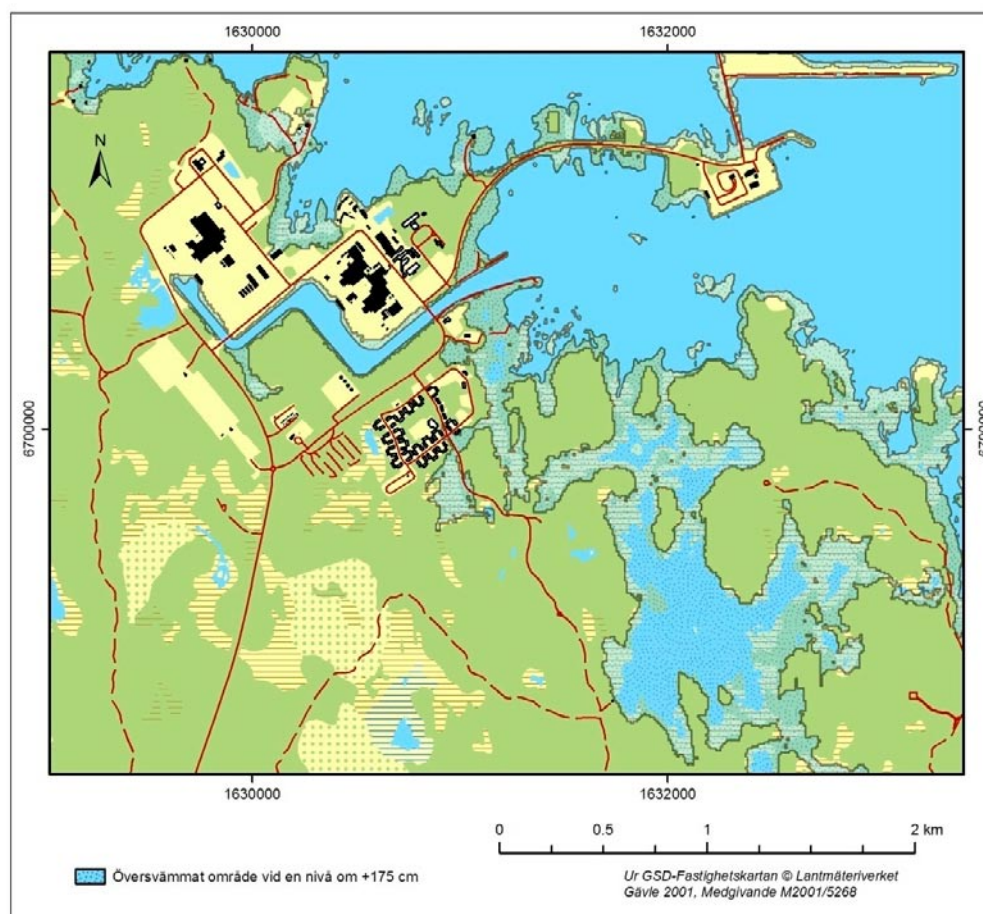 1630000
1632000
N
6700000
6700000
1630000
1632000
0 0.5 1 2 km
Översvämmat område vid en nivå om +175 cm
Ur GSD-Fastighetskartan © Lantmäteriverket
Gävle 2001, Medgivande M2001/5268